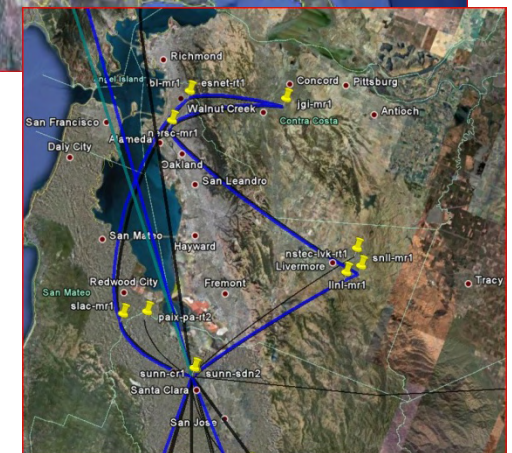 Richmond
Concord
Pittsburg
bl-mr1
esnet-rt1
Walnut Creek
jgi-mr1
Antioch
Contra Costa
San Francisco
Alameda
nersc-mr1
Daly City
Oakland
San Leandro
San Mateo
Hayward
nstec-lvk-rt1
snll-mr1
Livermore
llnl-mr1
Tracy
Redwood City
Fremont
San Mateo
slac-mr1
paix-pa-rt2
sunn-cr1
sunn-sdn2
Santa Clara
San Jose